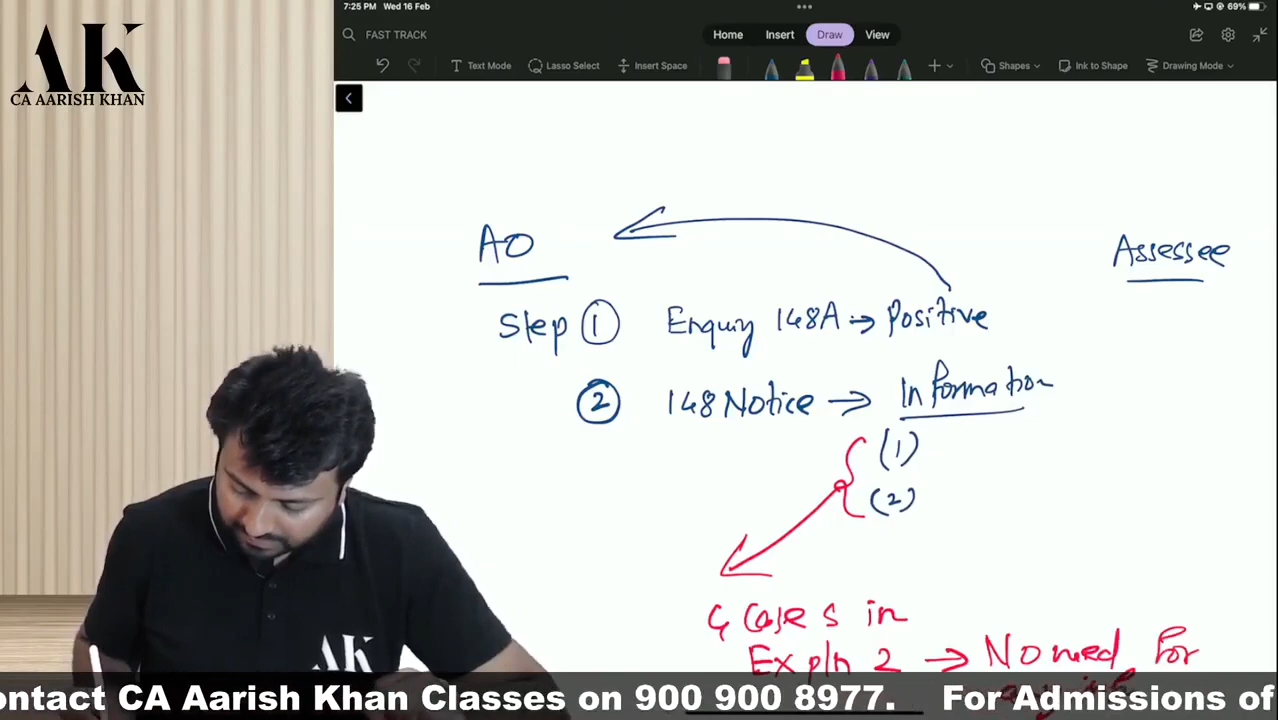 7:25 PM Wed 16 Feb
69%
AK
CA AARISH KHAN
FAST TRACK
Home Insert Draw View
Text Mode Lasso Select Insert Space Shapes Ink to Shape Drawing Mode
AO
Assessee
Step 1 Enquiy 148A → Positive
2 148 Notice → Information
(1)
(2)
4 Cases in
Expln 2 → No need for
AK
ontact CA Aarish Khan Classes on 900 900 8977. For Admissions of